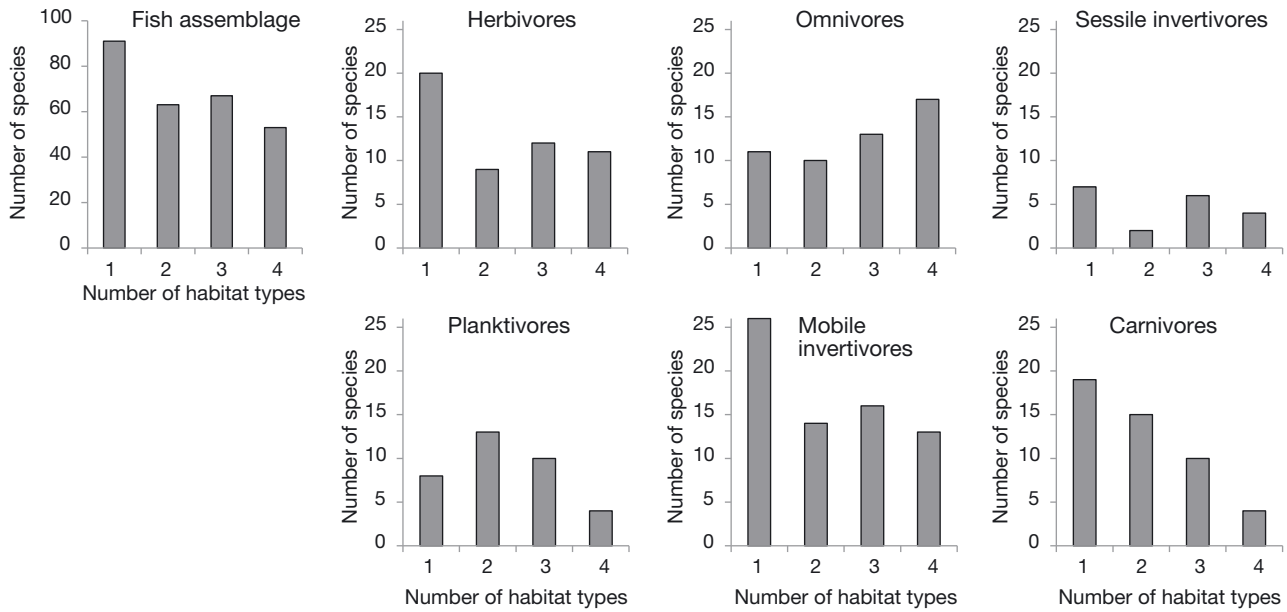 Fish assemblage
Number of species
100
80
60
40
20
0
1 2 3 4
Number of habitat types
Herbivores
Number of species
25
20
15
10
5
0
1 2 3 4
Omnivores
Number of species
25
20
15
10
5
0
1 2 3 4
Sessile invertivores
Number of species
25
20
15
10
5
0
1 2 3 4
Planktivores
Number of species
25
20
15
10
5
0
1 2 3 4
Number of habitat types
Mobile
invertivores
Number of species
25
20
15
10
5
0
1 2 3 4
Number of habitat types
Carnivores
Number of species
25
20
15
10
5
0
1 2 3 4
Number of habitat types